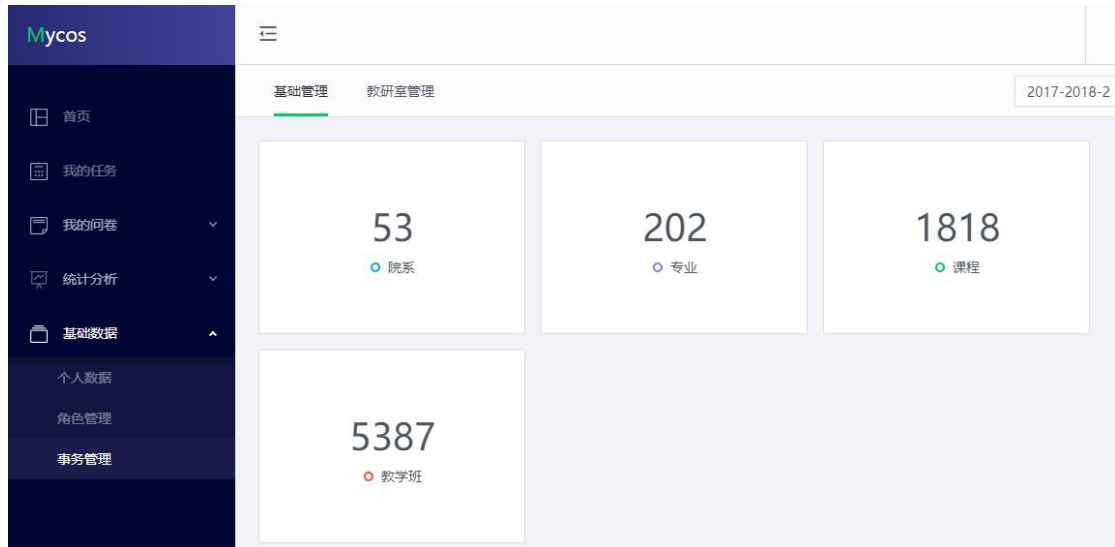 Mycos
首页
我的任务
我的问卷
统计分析
基础数据
个人数据
角色管理
事务管理
基础管理 教研室管理 2017-2018-2
53 202 1818
院系 专业 课程
5387
教学班